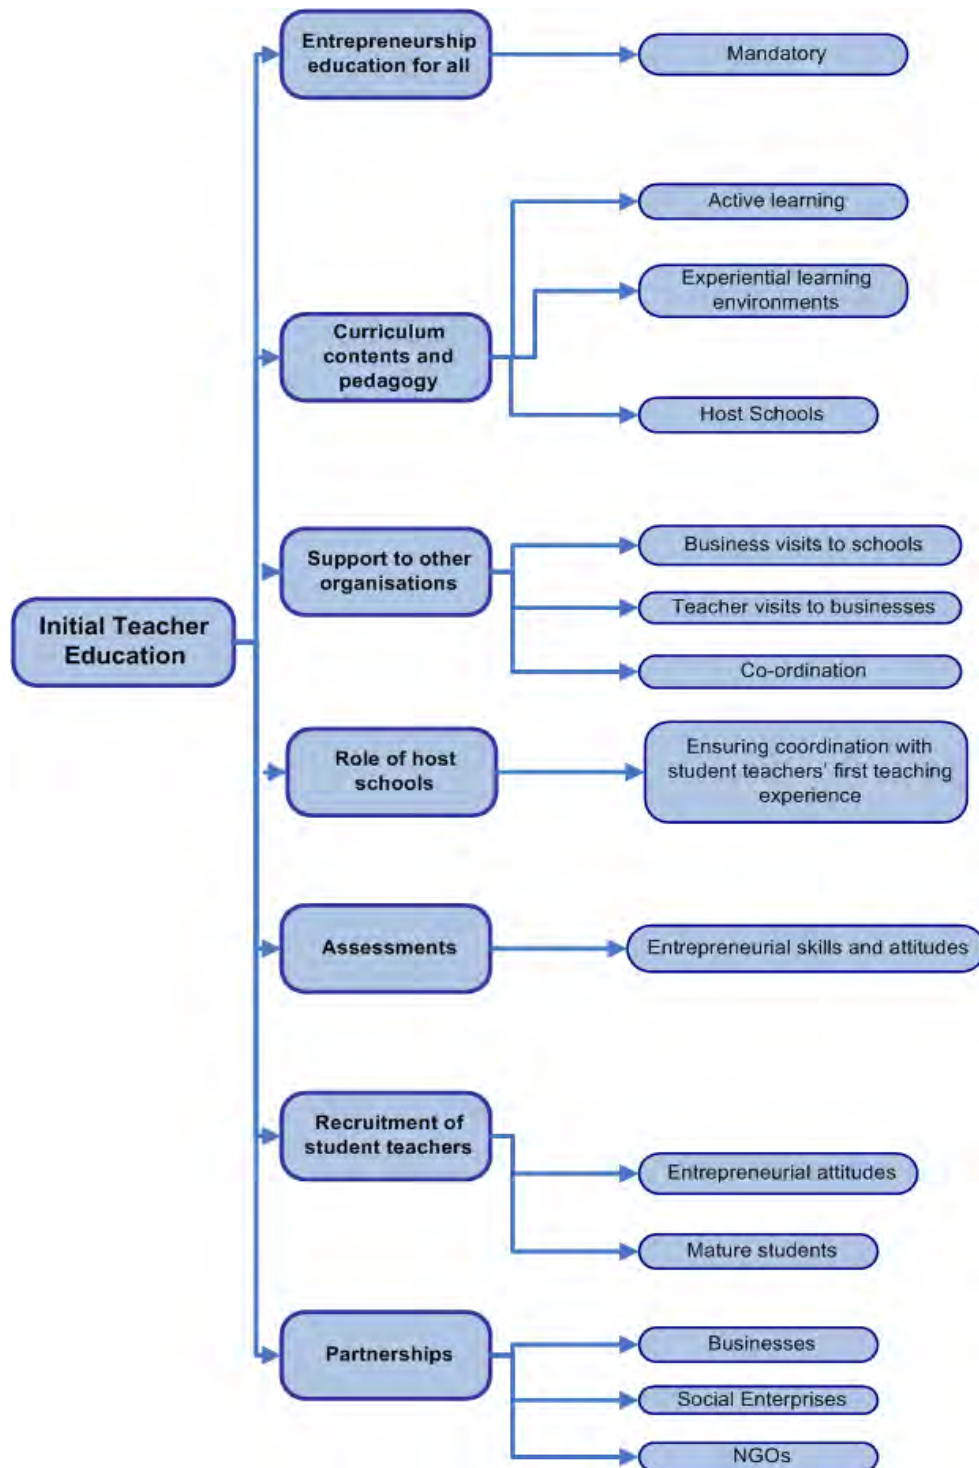 Entrepreneurship
education for all
Mandatory
Active learning
Experiential learning
environments
Curriculum
contents and
pedagogy
Host Schools
Support to other
organisations
Business visits to schools
Teacher visits to businesses
Co-ordination
Initial Teacher
Education
Role of host
schools
Ensuring coordination with
student teachers' first teaching
experience
Assessments
Entrepreneurial skills and attitudes
Recruitment of
student teachers
Entrepreneurial attitudes
Mature students
Partnerships
Businesses
Social Enterprises
NGOs